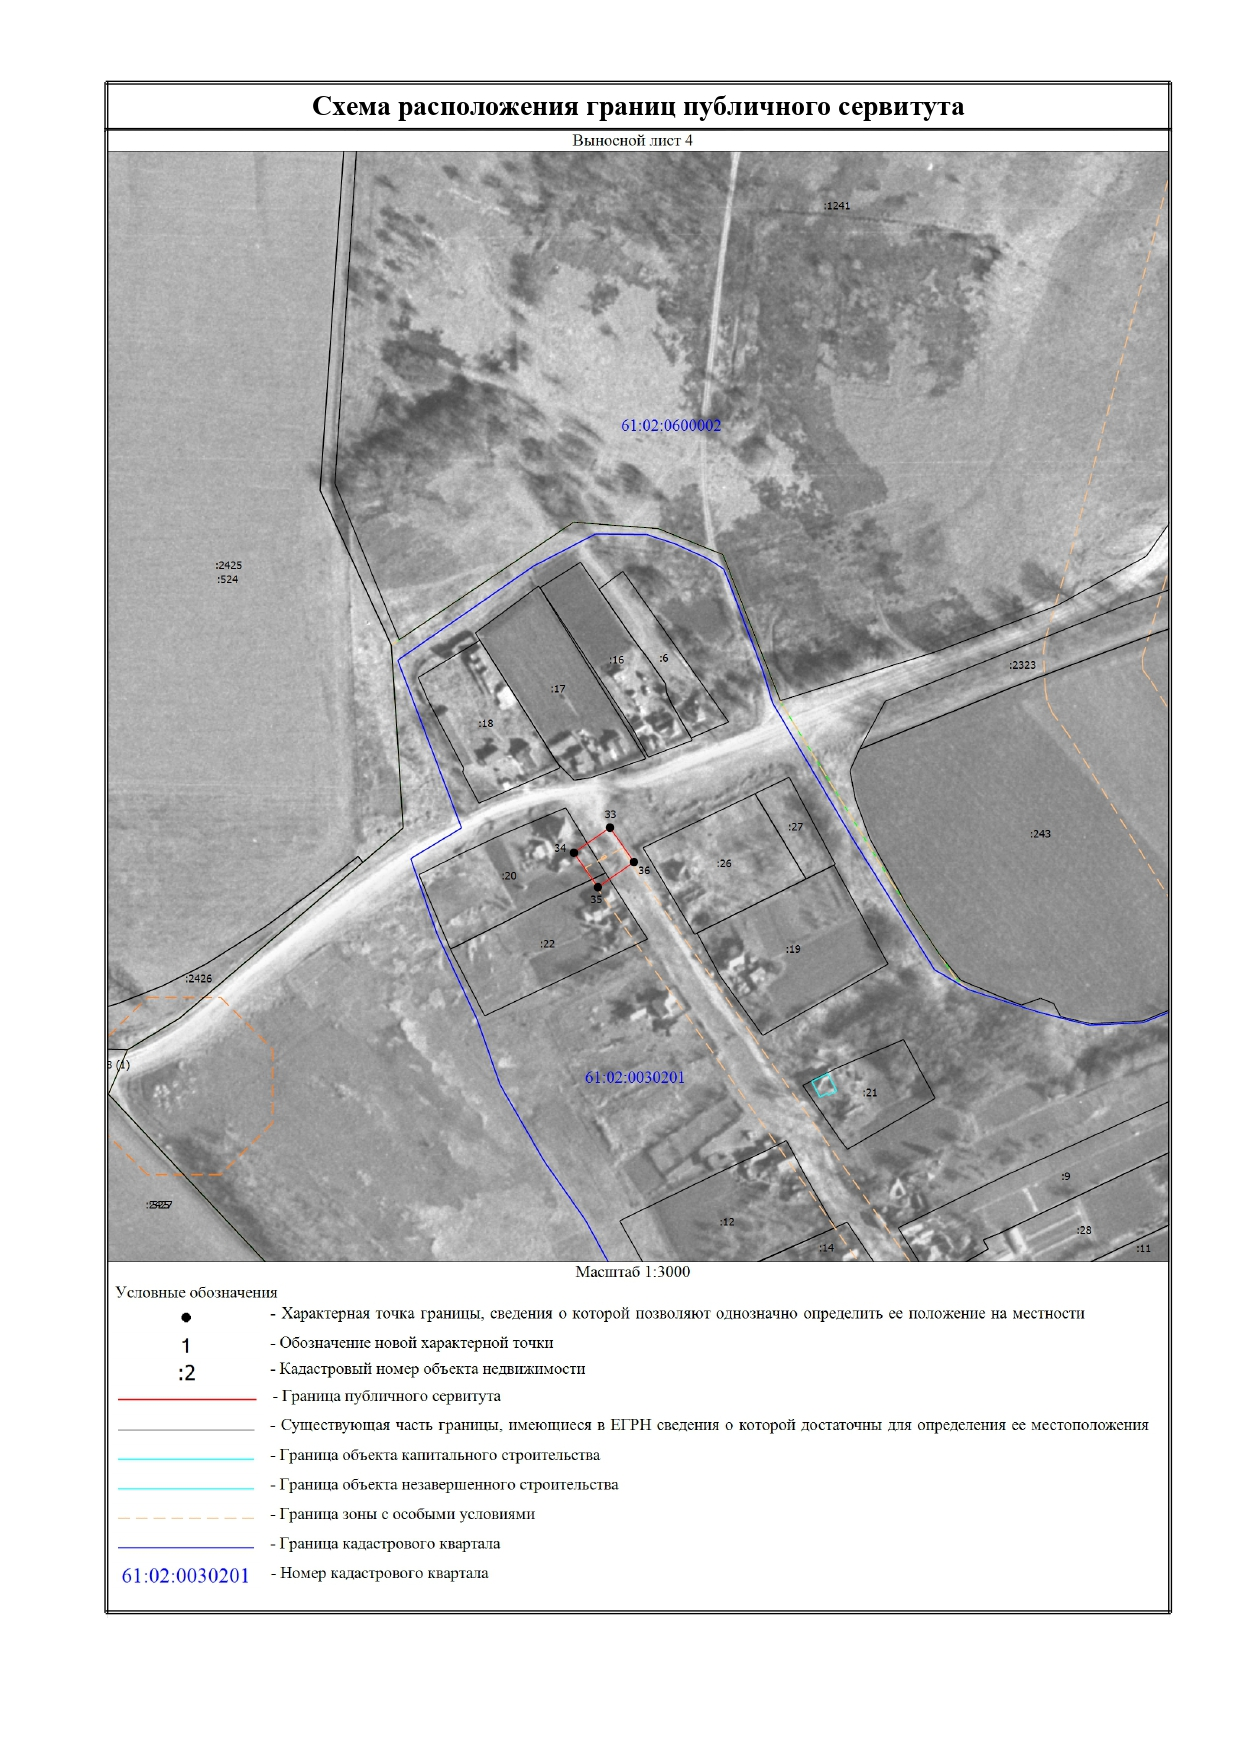 Схема расположения границ публичного сервитута
Выносной лист 4
:1241
61:02:0600002
:2425
:524
:16
:6
:2323
:17
:18
33
:27
:243
34
:26
36
:20
35
:22
:19
:2426
(1)
61:02:0030201
:21
:9
:12
:28
:14
:11
Масштаб 1:3000
Условные обозначения
- Характерная точка границы, сведения о которой позволяют однозначно определить ее положение на местности
1 - Обозначение новой характерной точки
:2 - Кадастровый номер объекта недвижимости
- Граница публичного сервитута
- Существующая часть границы, имеющиеся в ЕГРН сведения о которой достаточны для определения ее местоположения
- Граница объекта капитального строительства
- Граница объекта незавершенного строительства
- Граница зоны с особыми условиями
- Граница кадастрового квартала
61:02:0030201 - Номер кадастрового квартала